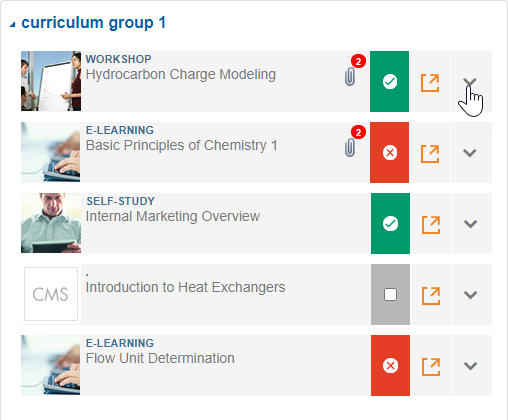 curriculum group 1
WORKSHOP
Hydrocarbon Charge Modeling
2
E-LEARNING
Basic Principles of Chemistry 1
2
SELF-STUDY
Internal Marketing Overview
CMS
.
Introduction to Heat Exchangers
E-LEARNING
Flow Unit Determination